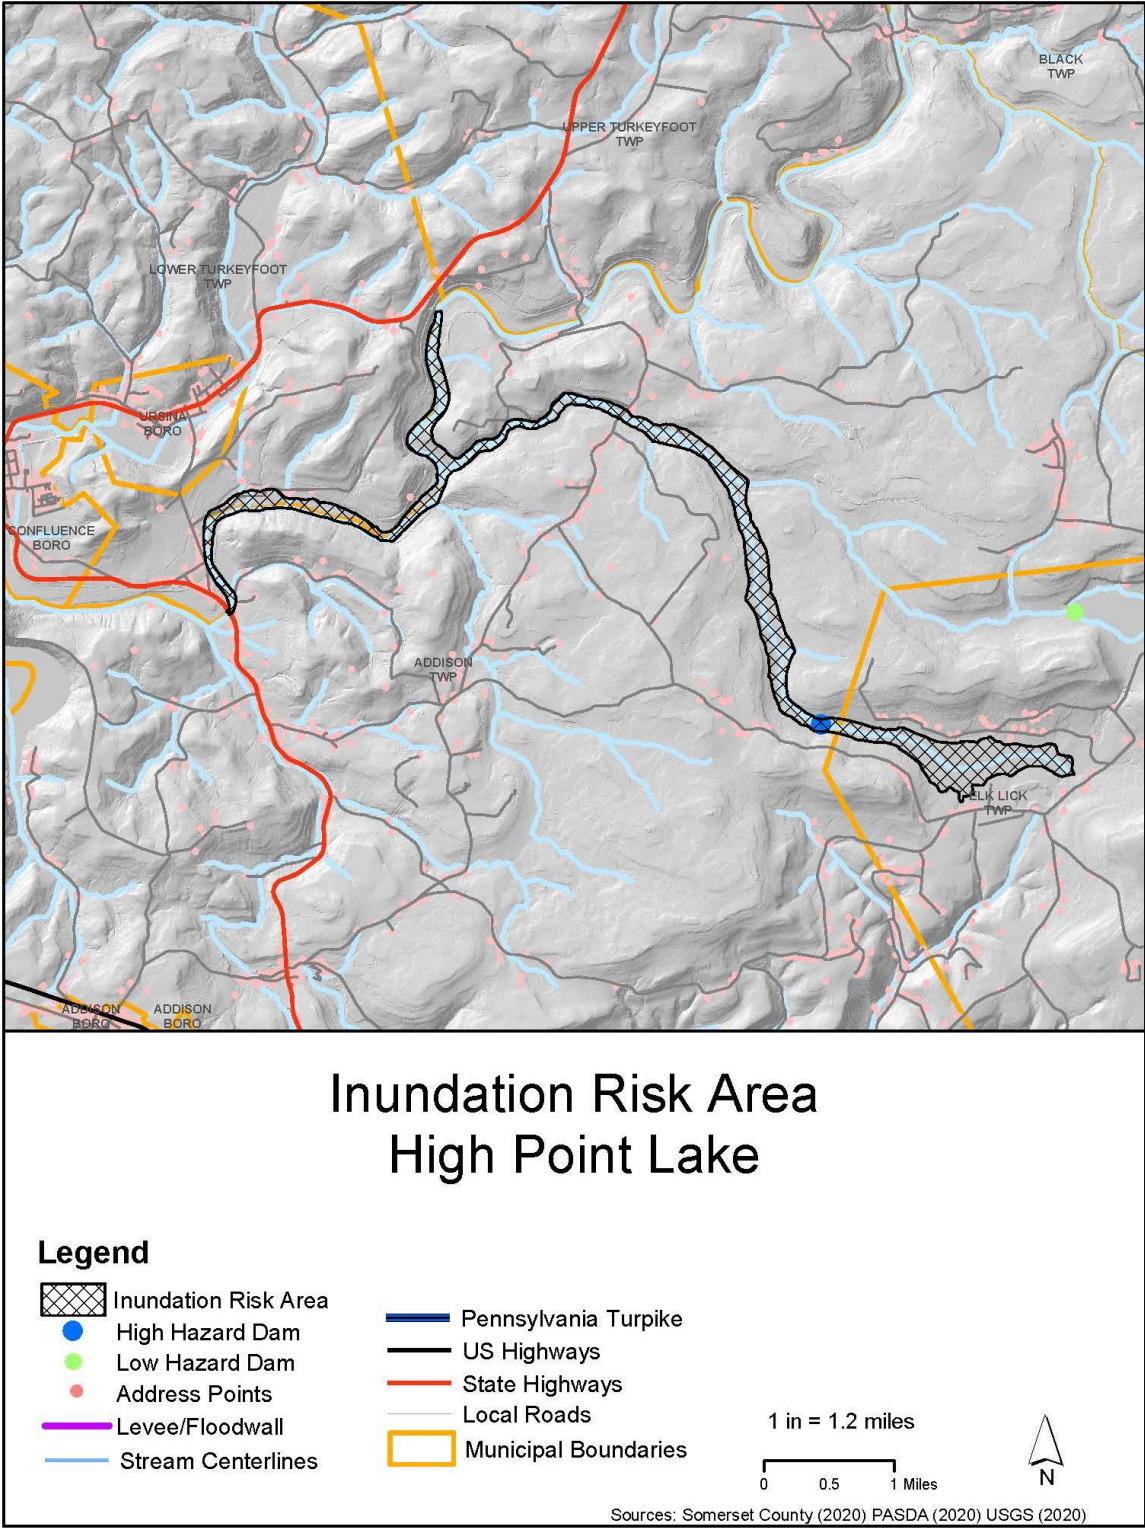 BLACK
TWP
UPPER TURKEYFOOT
TWP
LOWER TURKEYFOOT
TWP
URSINA
BORO
CONFLUENCE
BORO
ADDISON
TWP
ELK LICK
TWP
ADDISON
BORO
ADDISON
BORO
Inundation Risk Area
High Point Lake
Legend
Inundation Risk Area
High Hazard Dam
Low Hazard Dam
Address Points
Levee/Floodwall
Stream Centerlines
Pennsylvania Turpike
US Highways
State Highways
Local Roads
Municipal Boundaries
1 in = 1.2 miles
0 0.5 1 Miles
N
Sources: Somerset County (2020) PASDA (2020) USGS (2020)